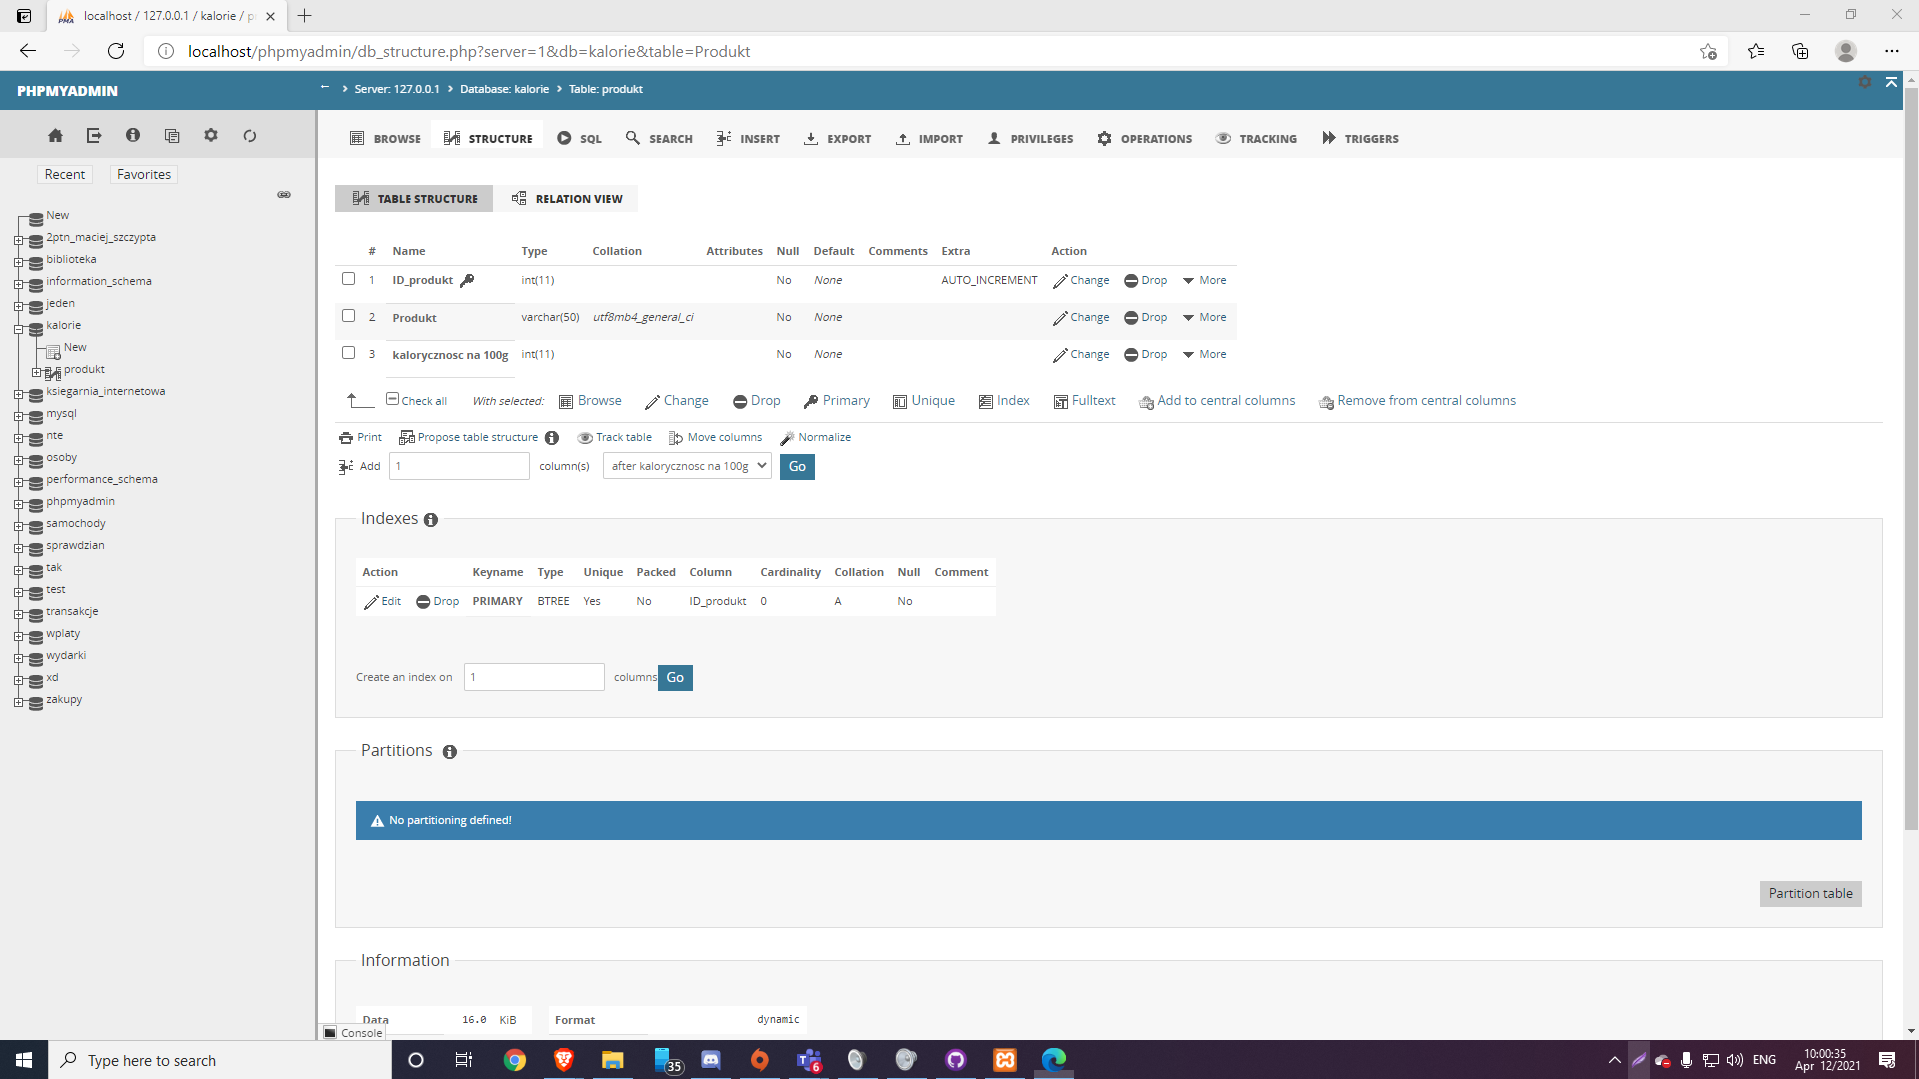 localhost / 127.0.0.1 / kalorie / p
localhost/phpmyadmin/db_structure.php?server=1&db=kalorie&table=Produkt
PHPMYADMIN
Server: 127.0.0.1 Database: kalorie Table: produkt
BROWSE STRUCTURE SQL SEARCH INSERT EXPORT IMPORT PRIVILEGES OPERATIONS TRACKING TRIGGERS
Recent Favorites
New
2ptn_maciej_szczypta
biblioteka
information_schema
jeden
kalorie
New
produkt
ksiegarnia_internetowa
mysql
nte
osoby
performance_schema
phpmyadmin
samochody
sprawdzian
tak
test
transakcje
wplaty
wydarki
xd
zakupy
TABLE STRUCTURE RELATION VIEW
# Name Type Collation Attributes Null Default Comments Extra Action
1 ID_produkt int(11) No None AUTO_INCREMENT Change Drop More
2 Produkt varchar(50) utf8mb4_general_ci No None Change Drop More
3 kalorycznosc na 100g int(11) No None Change Drop More
Check all With selected: Browse Change Drop Primary Unique Index Fulltext Add to central columns Remove from central columns
Print Propose table structure Track table Move columns Normalize
Add 1 column(s) after kalorycznosc na 100g Go
Indexes
Action Keyname Type Unique Packed Column Cardinality Collation Null Comment
Edit Drop PRIMARY BTREE Yes No ID_produkt 0 A No
Create an index on 1 columns Go
Partitions
No partitioning defined!
Partition table
Information
Data 16.0 KiB Format dynamic
Console
Type here to search
35
6
ENG
10:00:35
Apr 12/2021